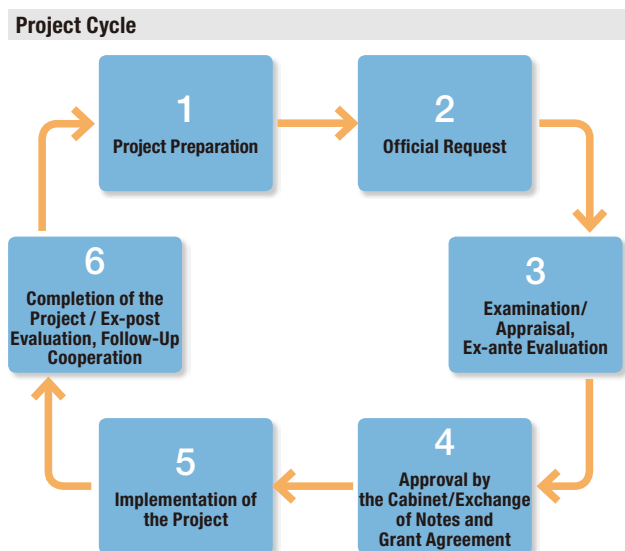 Project Cycle
1
Project Preparation
2
Official Request
3
Examination/
Appraisal,
Ex-ante Evaluation
4
Approval by
the Cabinet/Exchange
of Notes and
Grant Agreement
5
Implementation of
the Project
6
Completion of the
Project / Ex-post
Evaluation, Follow-Up
Cooperation